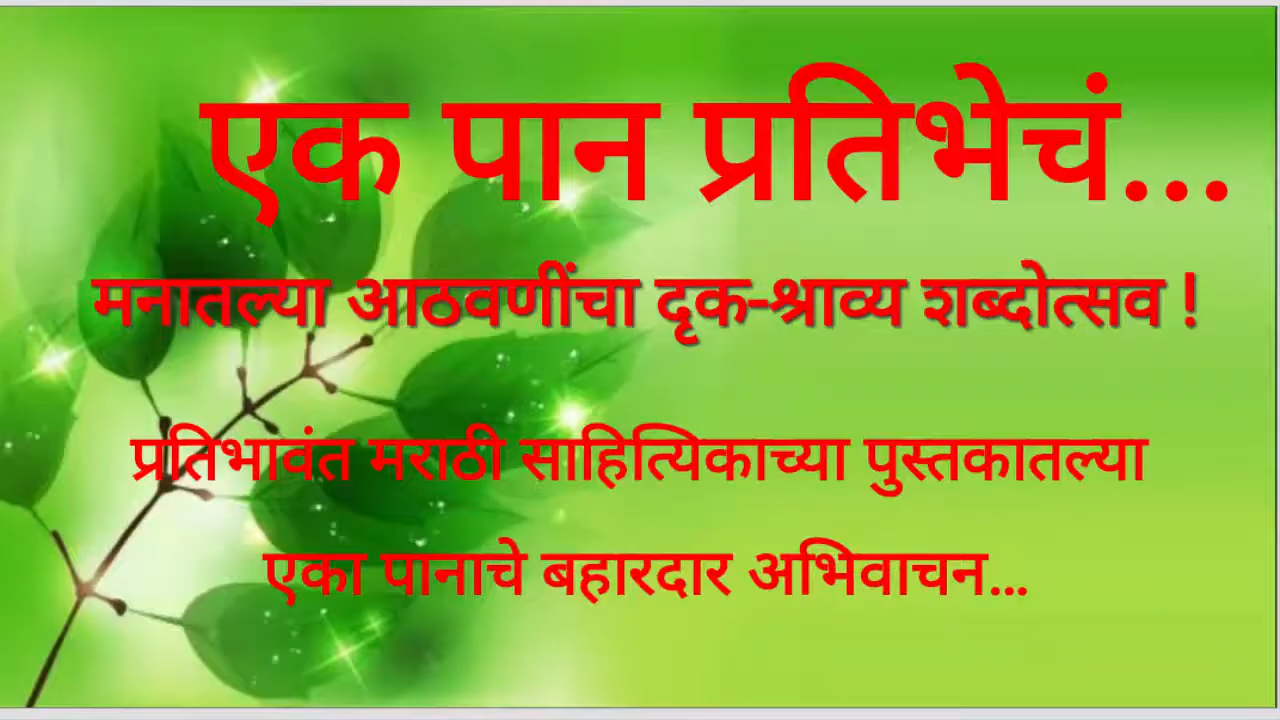 एक पान प्रतिभेचं...
मनातल्या आठवणींचा दृक-श्राव्य शब्दोत्सव !
प्रतिभावंत मराठी साहित्यिकाच्या पुस्तकातल्या
एका पानाचे बहारदार अभिवाचन...